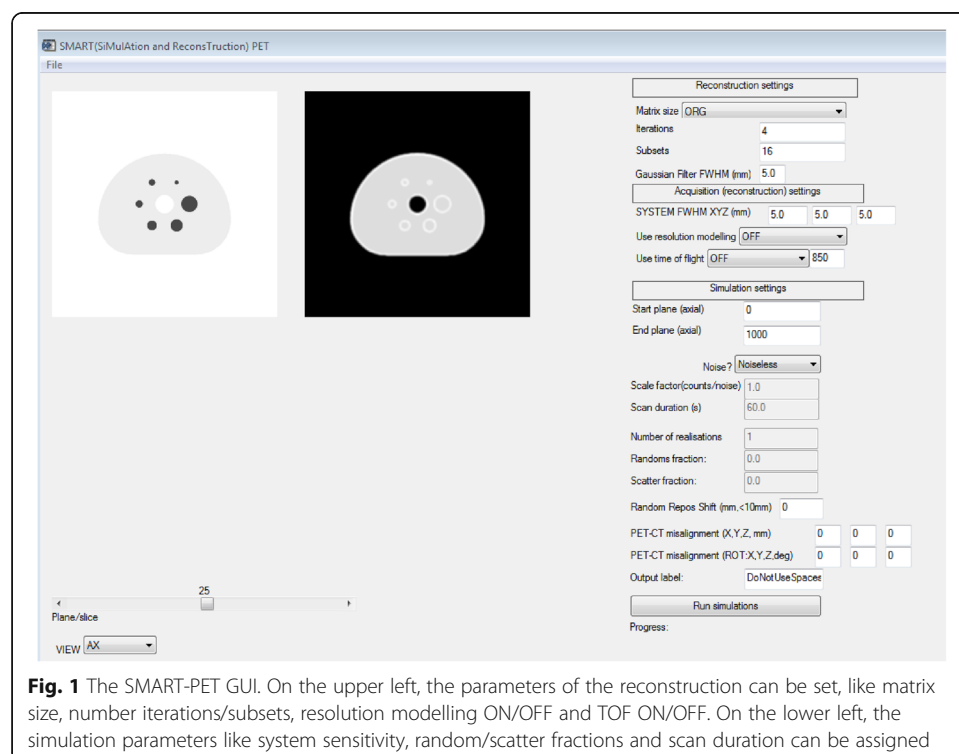 SMART(SiMulAtion and ReconsTruction) PET
File
Reconstruction settings
Matrix size ORG
Iterations 4
Subsets 16
Gaussian Filter FWHM (mm) 5.0
Acquisition (reconstruction) settings
SYSTEM FWHM XYZ (mm) 5.0 5.0 5.0
Use resolution modelling OFF
Use time of flight OFF 850
Simulation settings
Start plane (axial) 0
End plane (axial) 1000
Noise? Noiseless
Scale factor(counts/noise) 1.0
Scan duration (s) 60.0
Number of realisations 1
Randoms fraction: 0.0
Scatter fraction: 0.0
Random Repos Shift (mm,<10mm) 0
PET-CT misalignment (X,Y,Z, mm) 0 0 0
PET-CT misalignment (ROT:X,Y,Z,deg) 0 0 0
Output label: DoNotUseSpaces
Run simulations
Progress:
25
Plane/slice
VIEW AX
Fig. 1 The SMART-PET GUI. On the upper left, the parameters of the reconstruction can be set, like matrix
size, number iterations/subsets, resolution modelling ON/OFF and TOF ON/OFF. On the lower left, the
simulation parameters like system sensitivity, random/scatter fractions and scan duration can be assigned